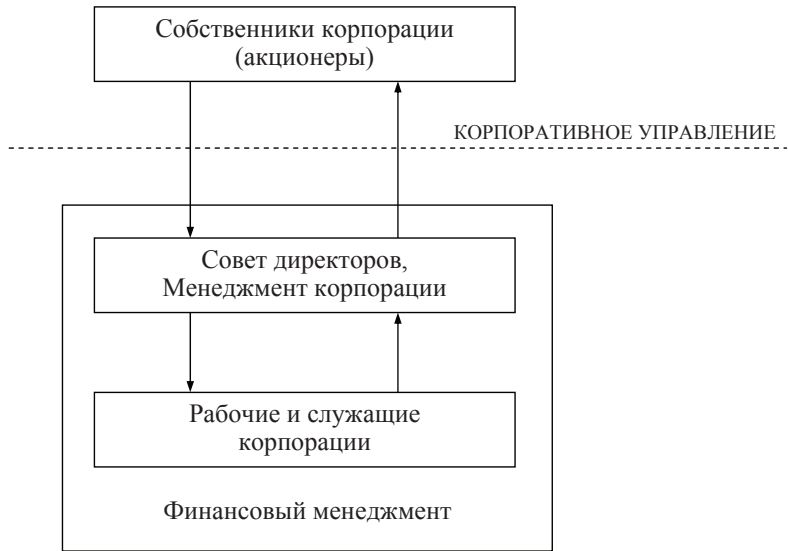 Собственники корпорации
(акционеры)
КОРПОРАТИВНОЕ УПРАВЛЕНИЕ
Совет директоров,
Менеджмент корпорации
Рабочие и служащие
корпорации
Финансовый менеджмент